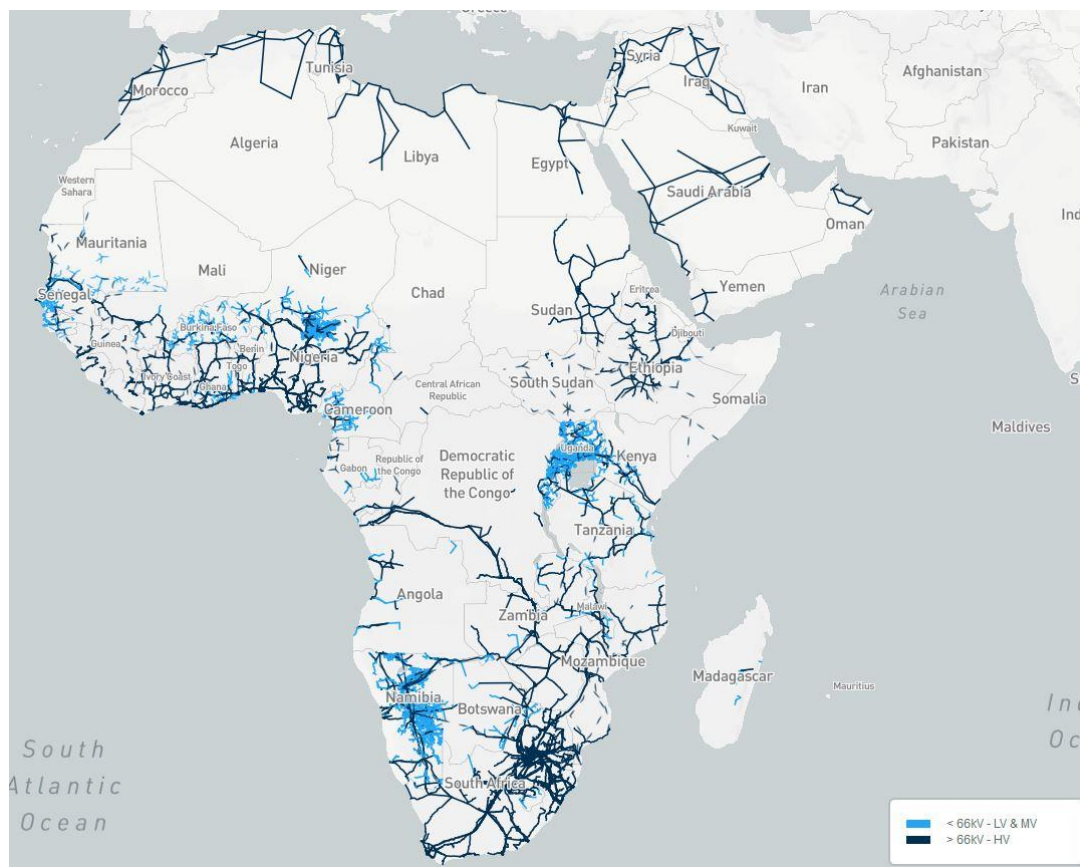 Greece
Syria
Tunisia
Afghanistan
Iraq
Iran
Morocco
Kuwait
Algeria
Pakistan
Libya
Egypt
Western
Sahara
Saudi Arabia
Ind
Oman
Mauritania
Mali
Niger
Eritrea
Yemen
Arabian
Sea
Senegal
Chad
Sudan
Burkina Faso
Djibouti
Guinea
Benin
Nigeria
Togo
Ethiopia
Ivory Coast
Ghana
Central African
Republic
South Sudan
S
Somalia
Cameroon
Maldives
Uganda
Kenya
Gabon
Republic of
the Congo
Democratic
Republic of
the Congo
Tanzania
Angola
Malawi
Zambia
Mozambique
Madagascar
Mauritius
Namibia
Botswana
South
Atlantic
Ocean
Ind
Oc
South Africa
< 66kV - LV & MV
> 66kV - HV